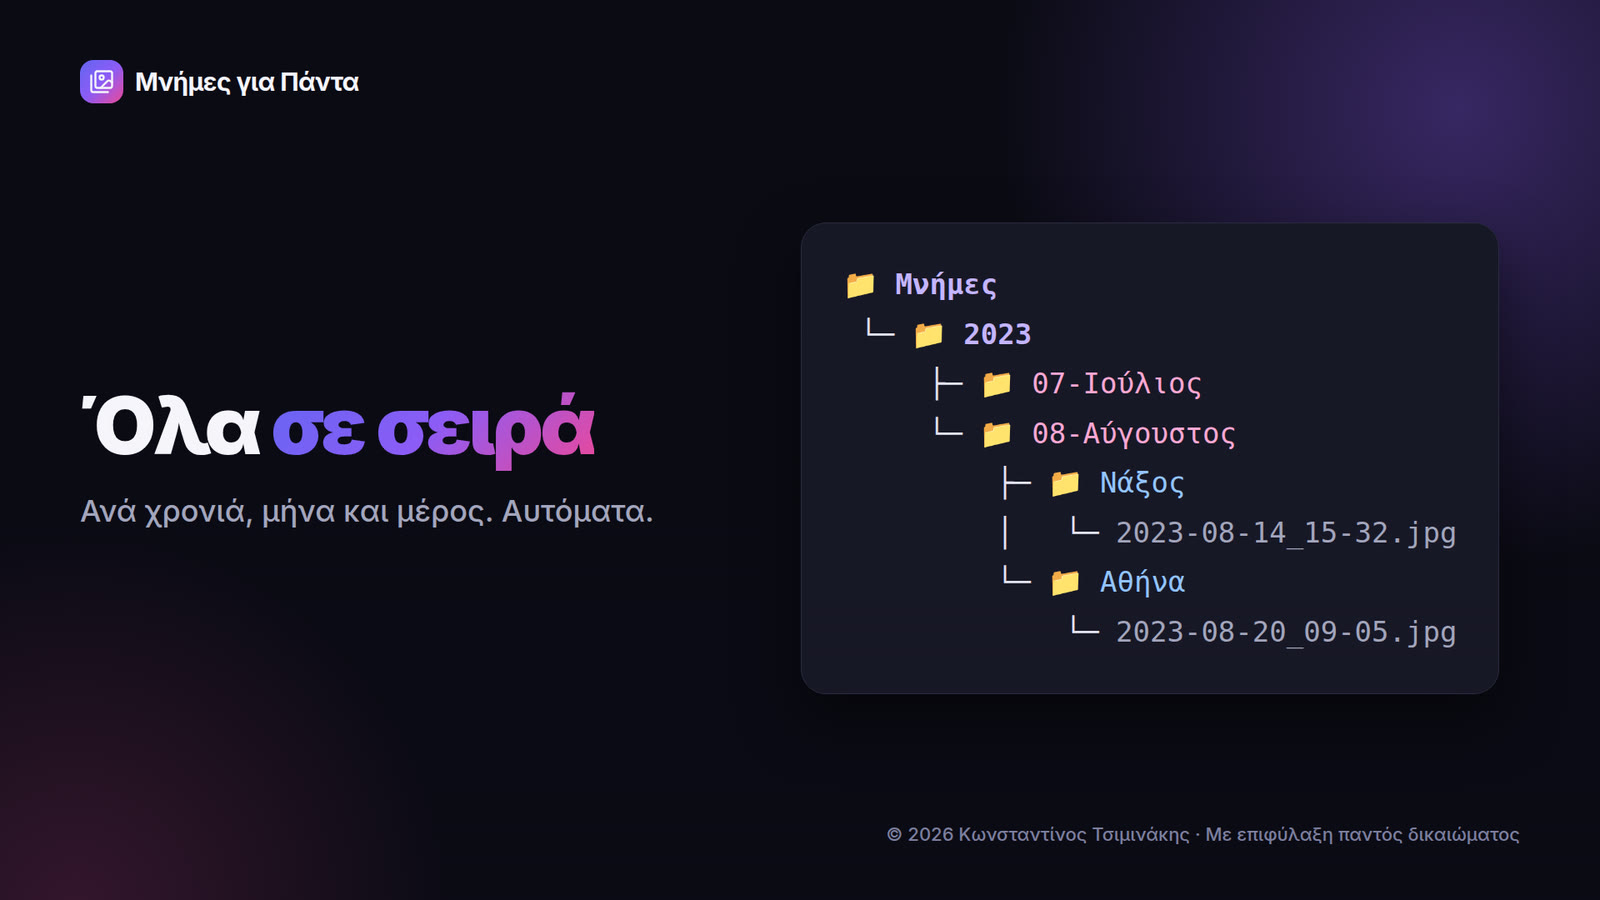 Μνήμες για Πάντα
Όλα σε σειρά
Ανά χρονιά, μήνα και μέρος. Αυτόματα.
Μνήμες
└─ 2023
├─ 07-Ιούλιος
└─ 08-Αύγουστος
├─ Νάξος
│ └─ 2023-08-14_15-32.jpg
└─ Αθήνα
└─ 2023-08-20_09-05.jpg
© 2026 Κωνσταντίνος Τσιμινάκης · Με επιφύλαξη παντός δικαιώματος